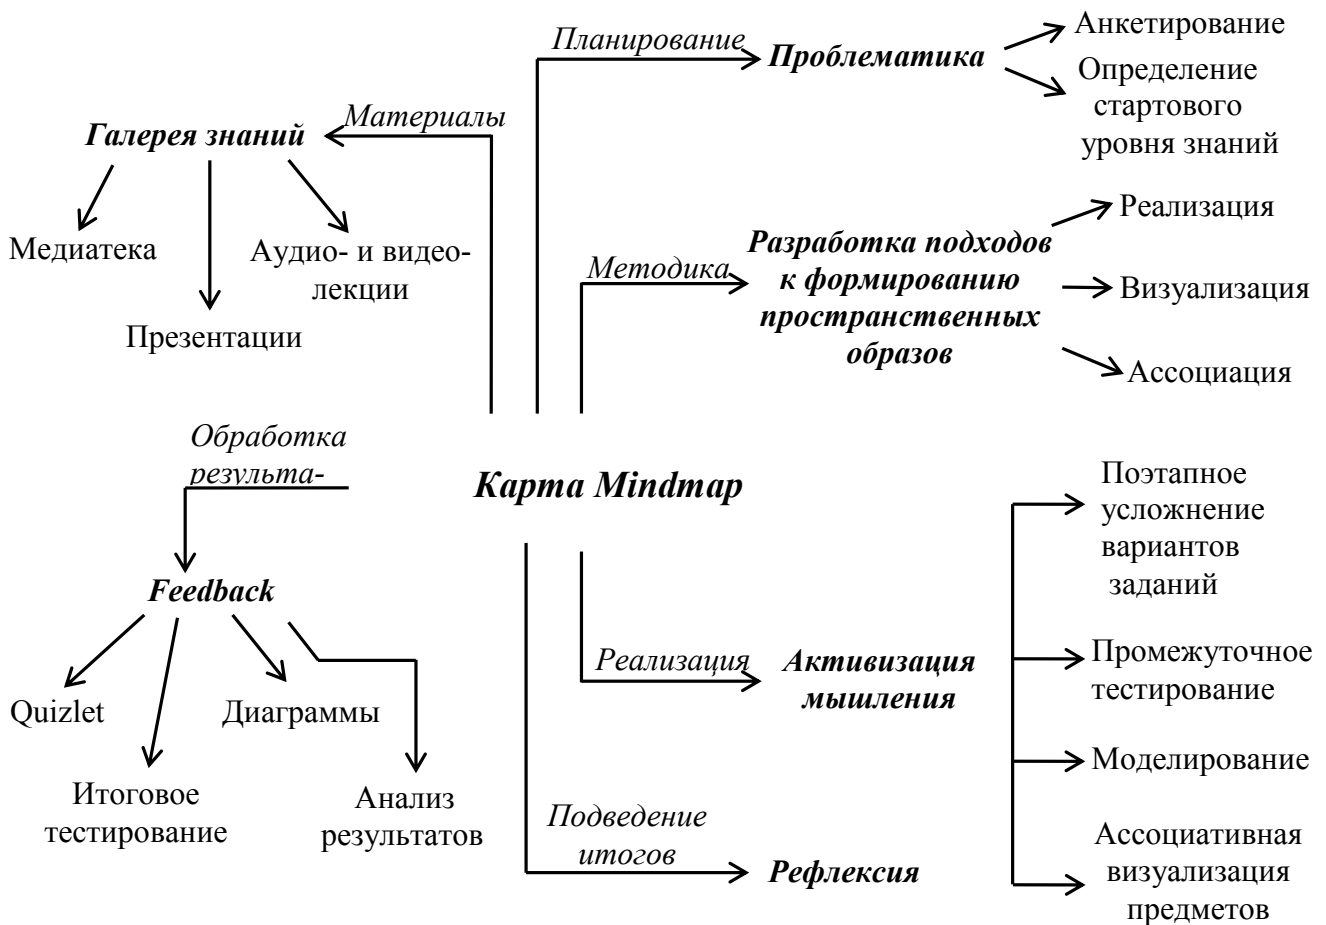 Планирование
Проблематика
Анкетирование
Определение
стартового
уровня знаний
Материалы
Галерея знаний
Медиатека
Аудио- и видео-
лекции
Презентации
Методика
Разработка подходов
к формированию
пространственных
образов
Реализация
Визуализация
Ассоциация
Обработка
результа-
Карта Mindmap
Feedback
Quizlet
Диаграммы
Итоговое
тестирование
Анализ
результатов
Реализация
Активизация
мышления
Поэтапное
усложнение
вариантов
заданий
Промежуточное
тестирование
Моделирование
Ассоциативная
визуализация
предметов
Подведение
итогов
Рефлексия